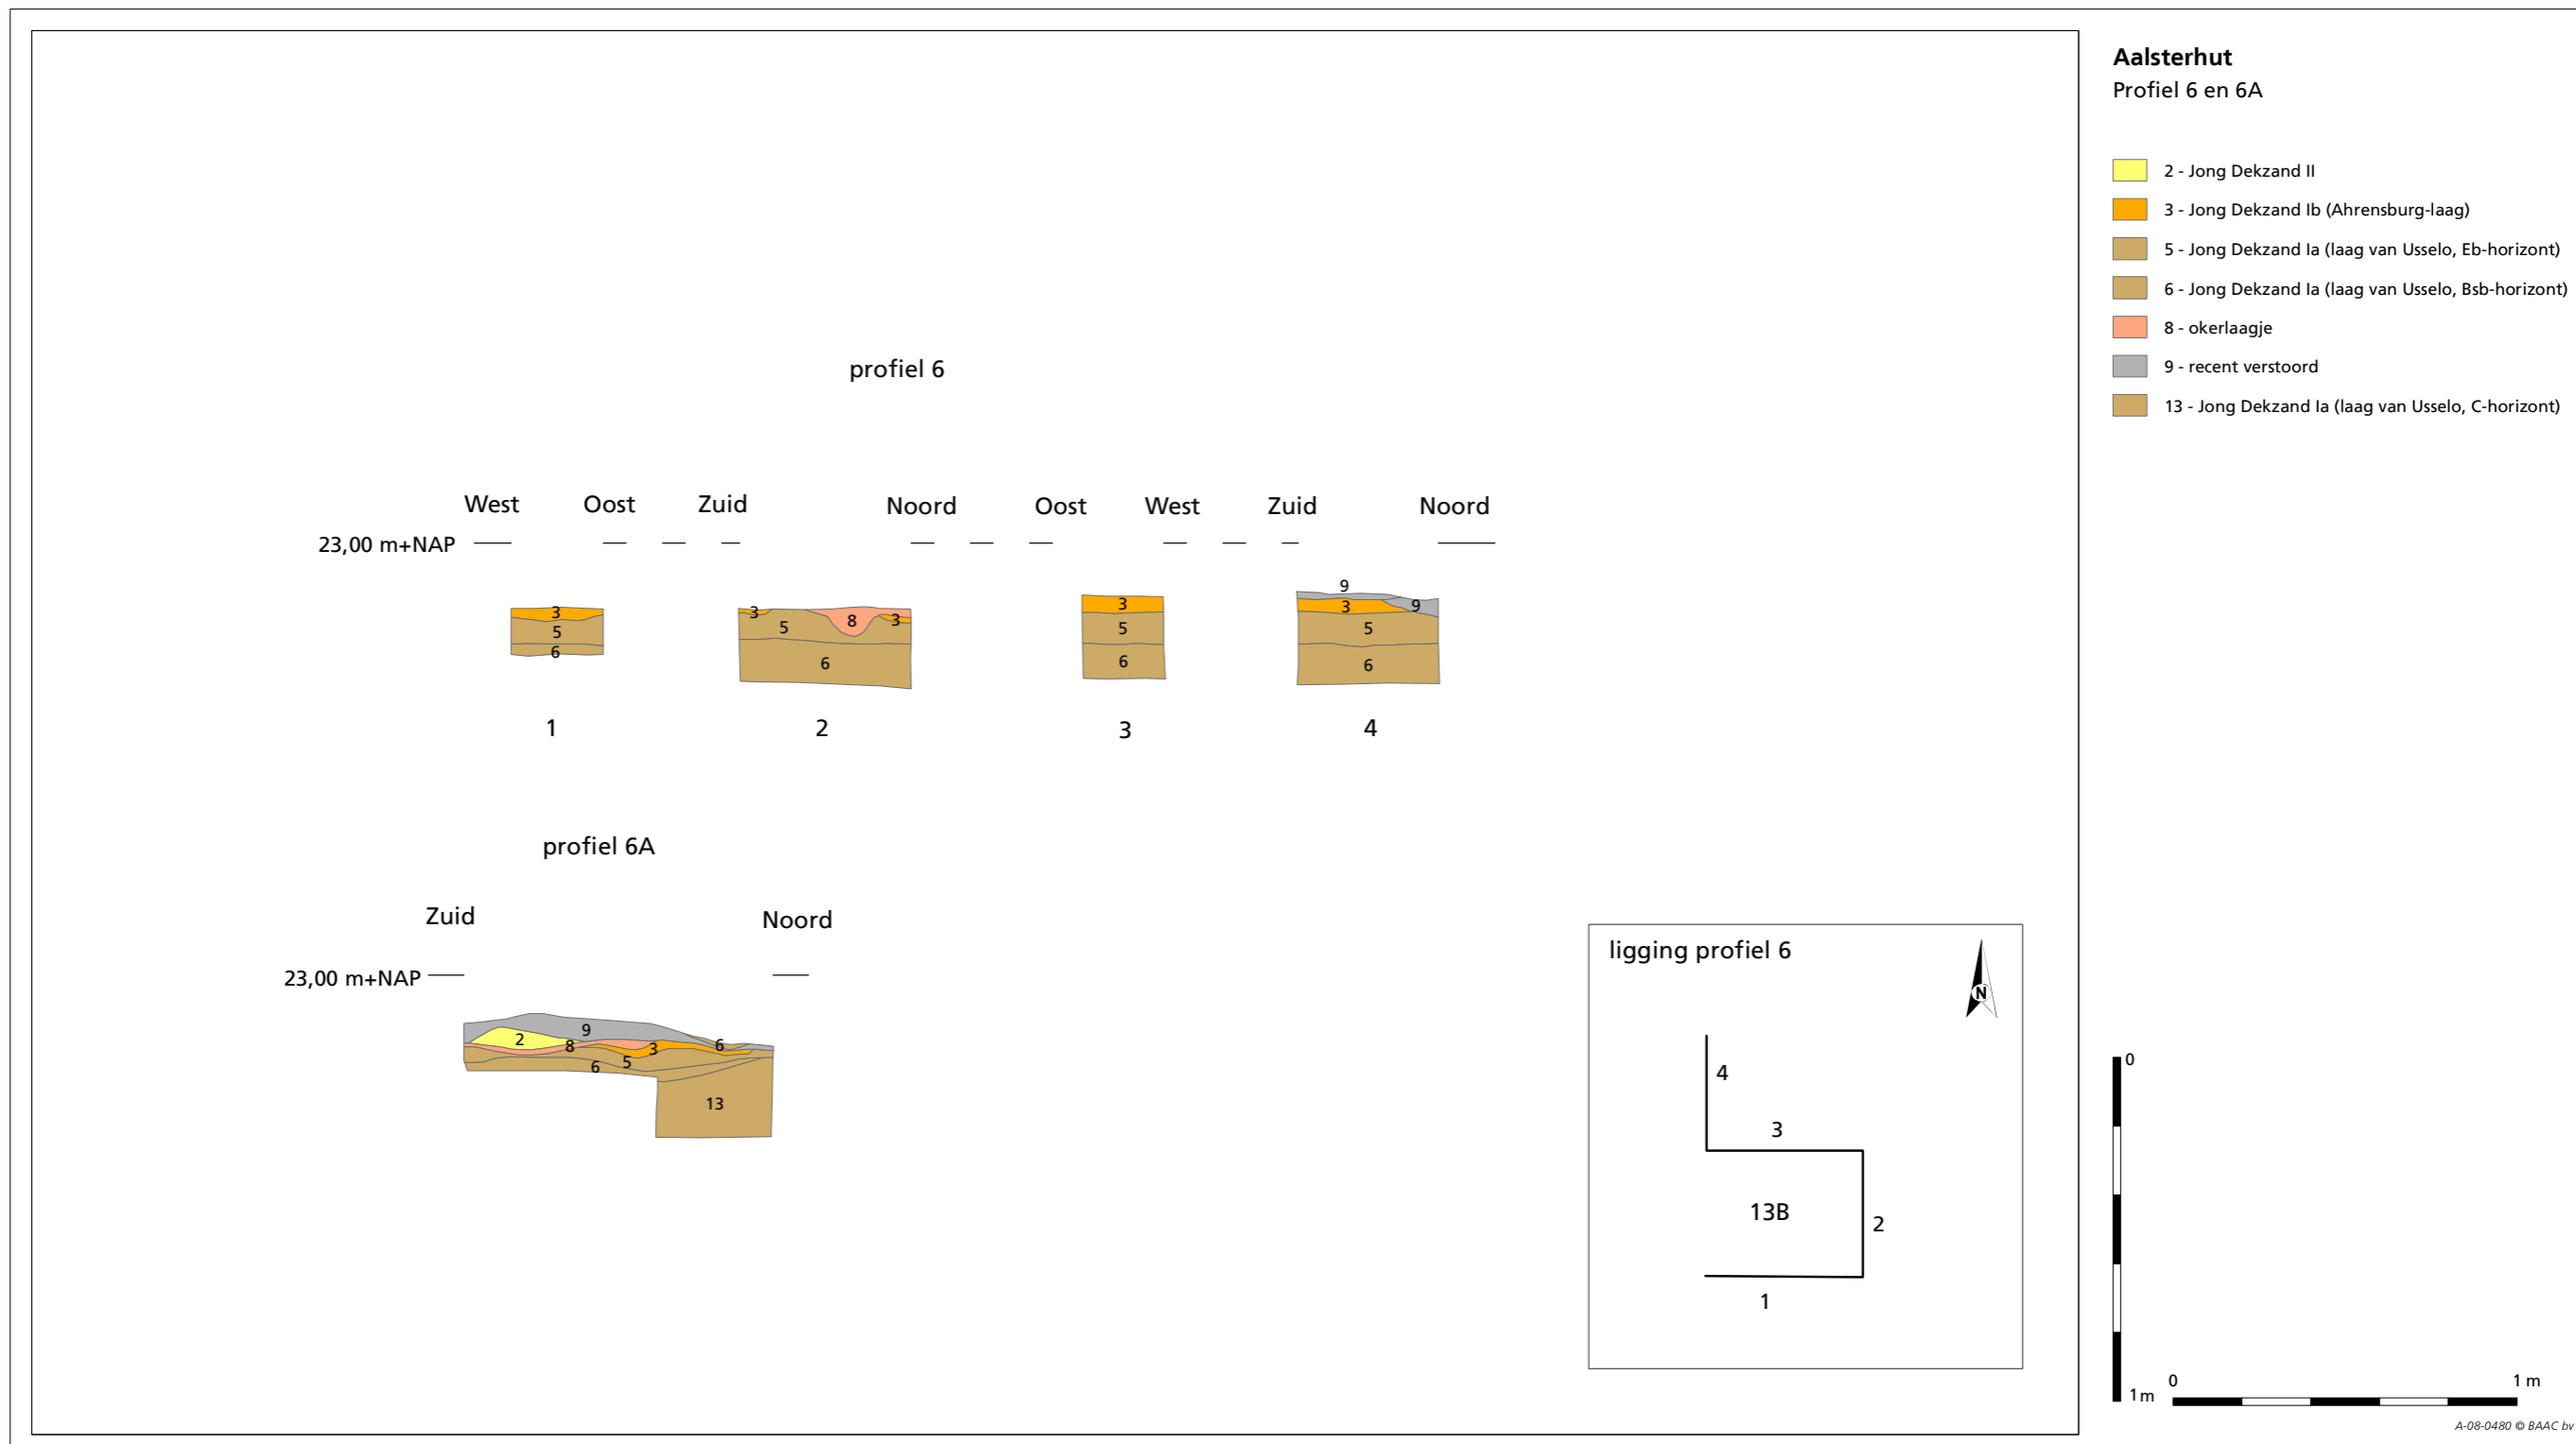 Aalsterhut
Profiel 6 en 6A
2 - Jong Dekzand II
3 - Jong Dekzand Ib (Ahrensburg-laag)
5 - Jong Dekzand Ia (laag van Usselo, Eb-horizont)
6 - Jong Dekzand Ia (laag van Usselo, Bsb-horizont)
8 - okerlaagje
9 - recent verstoord
13 - Jong Dekzand Ia (laag van Usselo, C-horizont)
profiel 6
West Oost Zuid Noord Oost West Zuid Noord
23,00 m+NAP
3
5
6
3
5
8
3
6
3
5
6
9
3
9
5
6
1 2 3 4
profiel 6A
Zuid Noord
23,00 m+NAP
9
2
8
3
6
5
6
13
ligging profiel 6
N
4
3
13B
2
1
0
1 m
0 1 m
A-08-0480 © BAAC bv